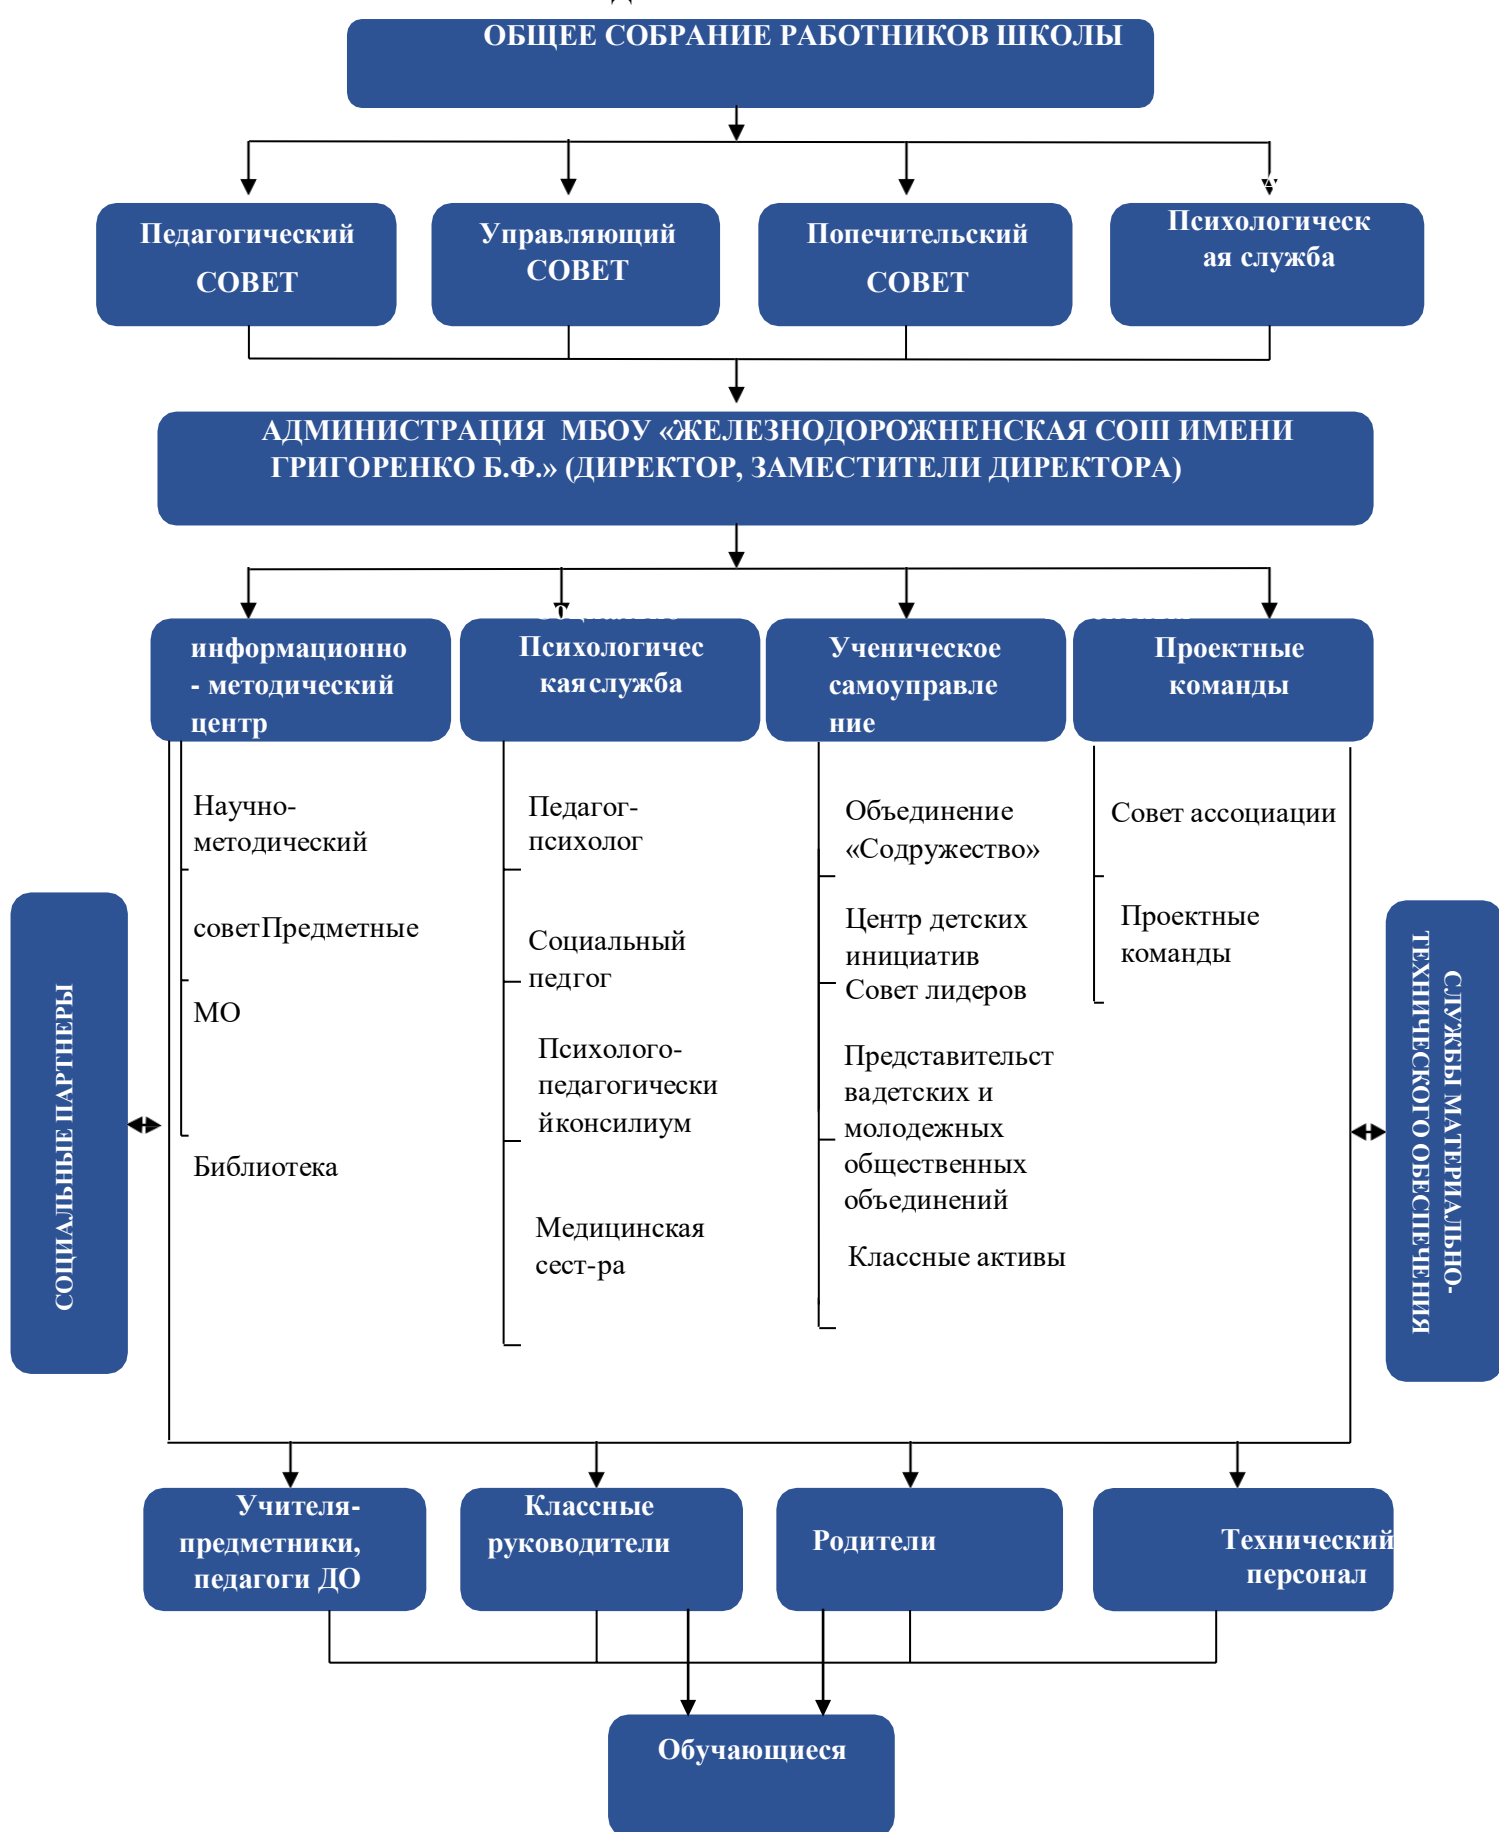 ОБЩЕЕ СОБРАНИЕ РАБОТНИКОВ ШКОЛЫ
Педагогический
СОВЕТ
Управляющий
СОВЕТ
Попечительский
СОВЕТ
Психологическ
ая служба
АДМИНИСТРАЦИЯ МБОУ «ЖЕЛЕЗНОДОРОЖНЕНСКАЯ СОШ ИМЕНИ
ГРИГОРЕНКО Б.Ф.» (ДИРЕКТОР, ЗАМЕСТИТЕЛИ ДИРЕКТОРА)
информационно
- методический
центр
Психологичес
каяслужба
Ученическое
самоуправле
ние
Проектные
команды
Научно-
методический
советПредметные
МО
Библиотека
Педагог-
психолог
Социальный
педгог
Психолого-
педагогически
йконсилиум
Медицинская
сест-ра
Объединение
«Содружество»
Центр детских
инициатив
Совет лидеров
Представительст
вадетских и
молодежных
общественных
объединений
Классные активы
Совет ассоциации
Проектные
команды
СОЦИАЛЬНЫЕ ПАРТНЕРЫ
СЛУЖБЫ МАТЕРИАЛЬНО-
ТЕХНИЧЕСКОГО ОБЕСПЕЧЕНИЯ
Учителя-
предметники,
педагоги ДО
Классные
руководители
Родители
Технический
персонал
Обучающиеся